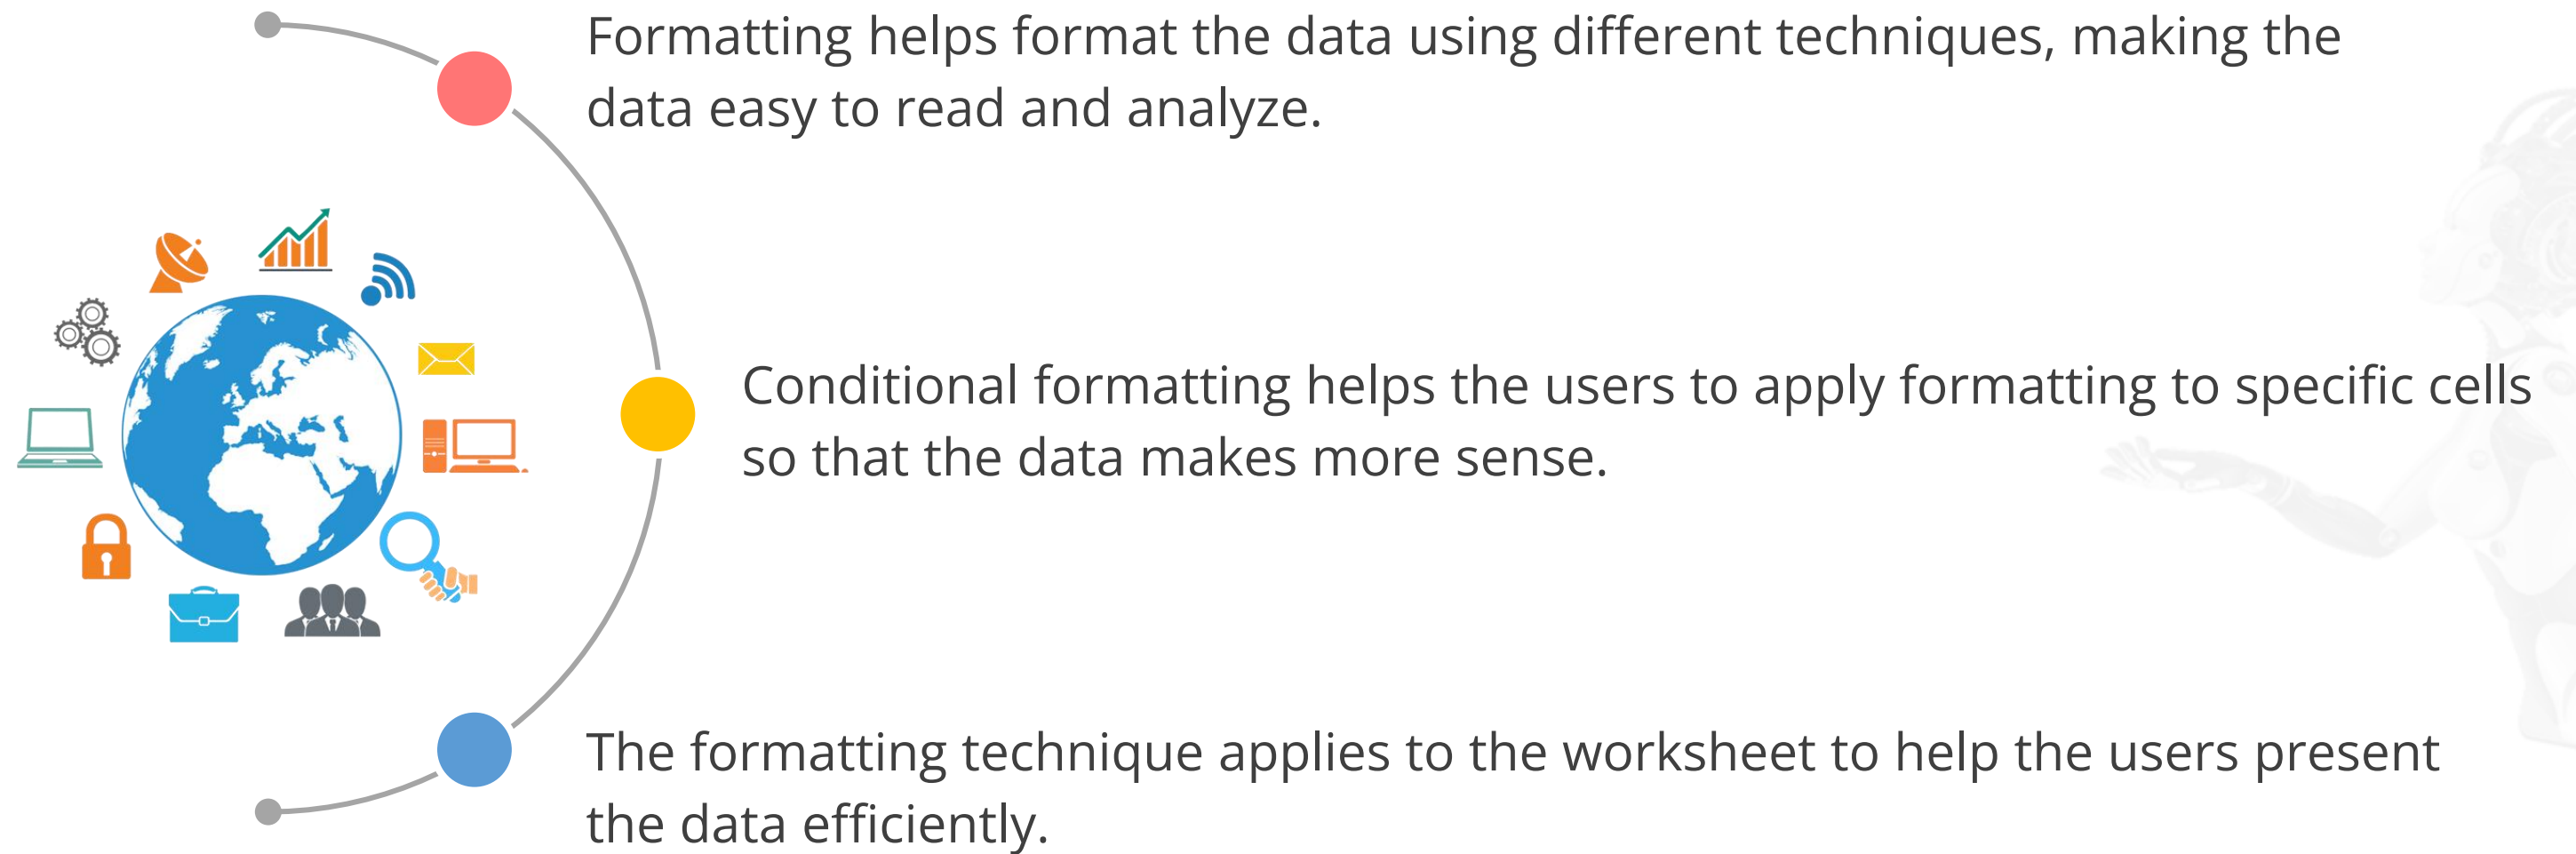 Formatting helps format the data using different techniques, making the
data easy to read and analyze.
Conditional formatting helps the users to apply formatting to specific cells
so that the data makes more sense.
The formatting technique applies to the worksheet to help the users present
the data efficiently.